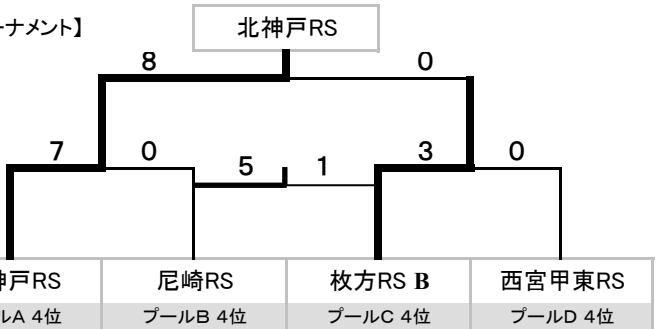 ーナメント】
北神戸RS
8 0
7 0 5 1 3 0
神戸RS 尼崎RS 枚方RS B 西宮甲東RS
ルA 4位 プールB 4位 プールC 4位 プールD 4位